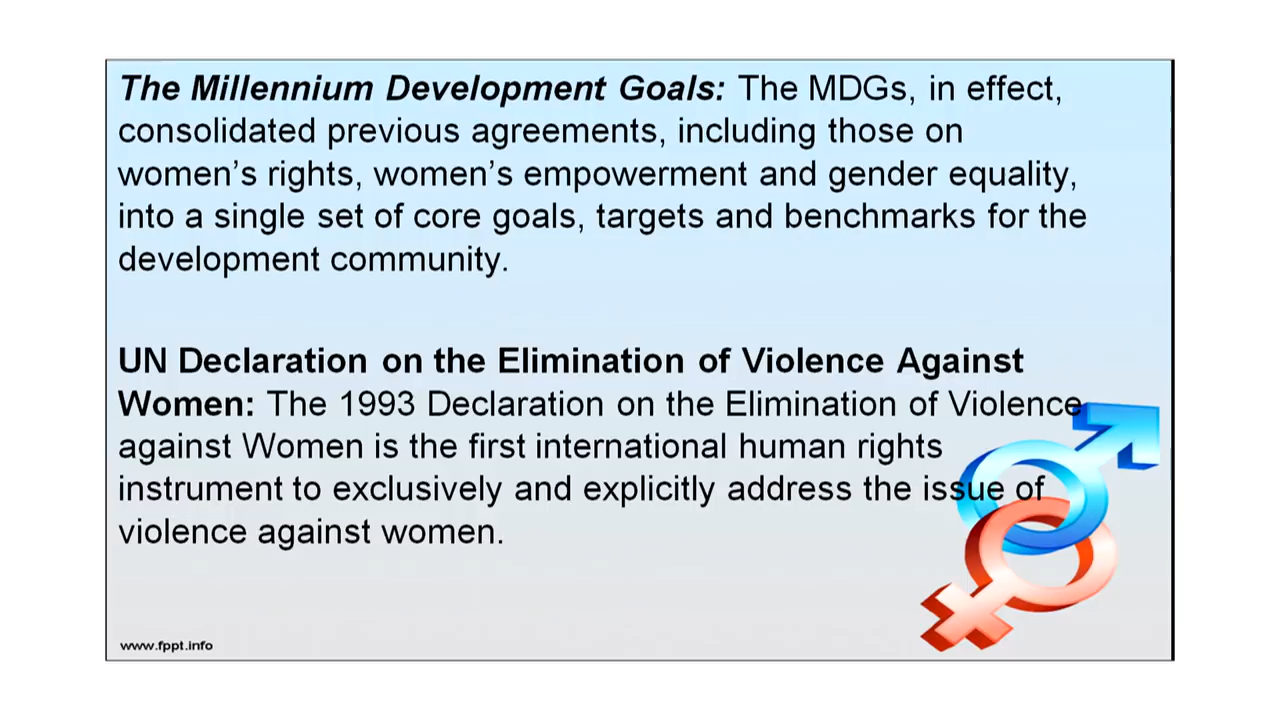 The Millennium Development Goals: The MDGs, in effect,
consolidated previous agreements, including those on
women’s rights, women’s empowerment and gender equality,
into a single set of core goals, targets and benchmarks for the
development community.
UN Declaration on the Elimination of Violence Against
Women: The 1993 Declaration on the Elimination of Violence
against Women is the first international human rights
instrument to exclusively and explicitly address the issue of
violence against women.
www.fppt.info